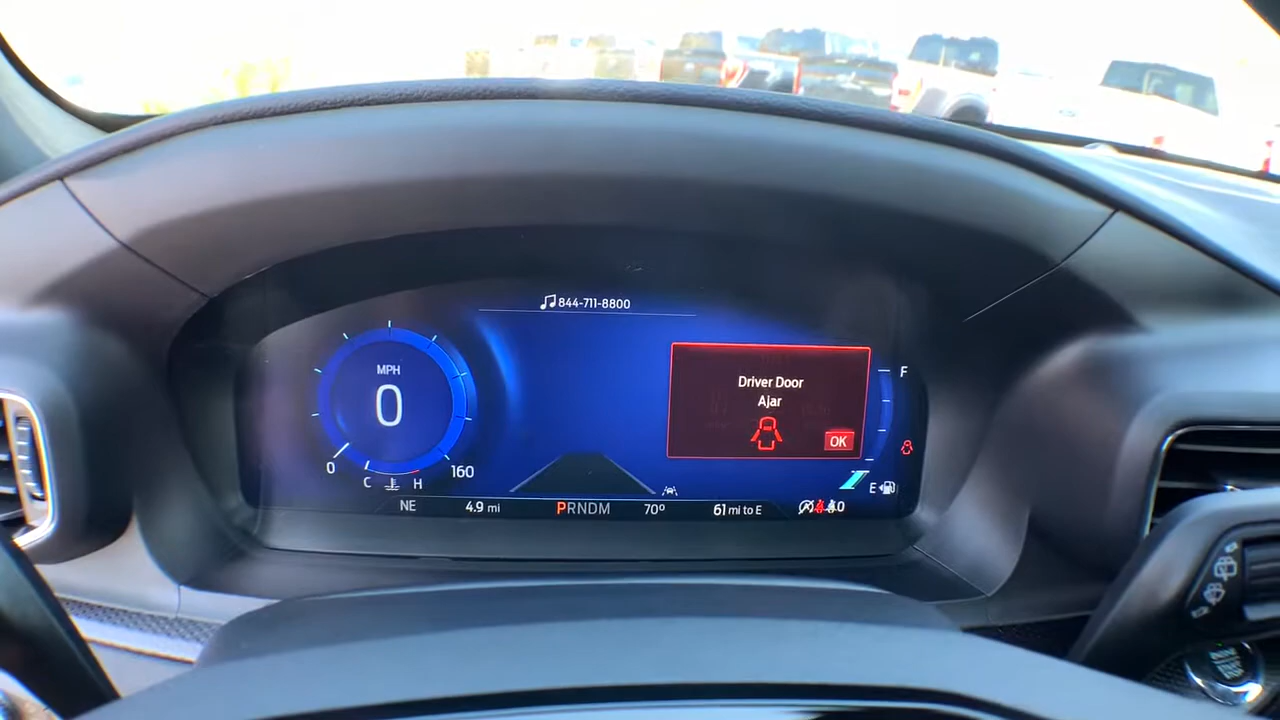 844-711-8800
MPH
0
0
160
C
H
Driver Door
Ajar
OK
F
E
NE
4.9 mi
PRNDM
70º
61 mi to E